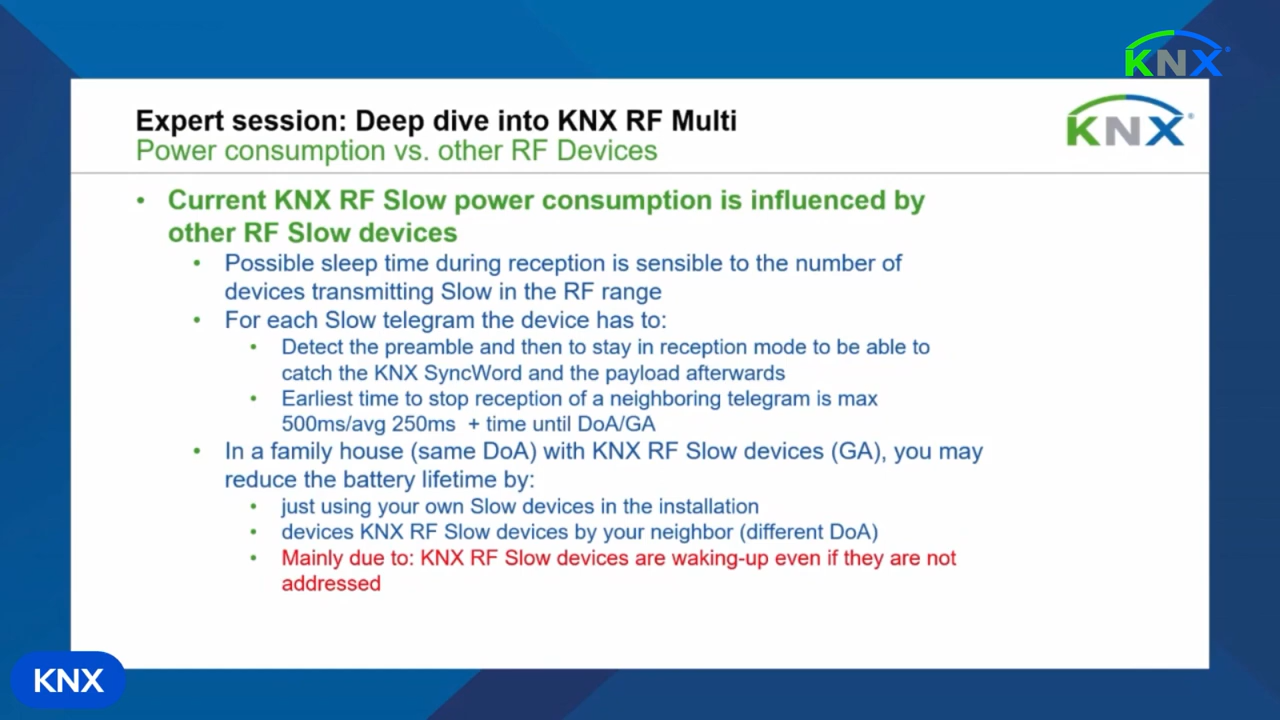 KNX
Expert session: Deep dive into KNX RF Multi
Power consumption vs. other RF Devices
KNX
• Current KNX RF Slow power consumption is influenced by
other RF Slow devices
• Possible sleep time during reception is sensible to the number of
devices transmitting Slow in the RF range
• For each Slow telegram the device has to:
• Detect the preamble and then to stay in reception mode to be able to
catch the KNX SyncWord and the payload afterwards
• Earliest time to stop reception of a neighboring telegram is max
500ms/avg 250ms + time until DoA/GA
• In a family house (same DoA) with KNX RF Slow devices (GA), you may
reduce the battery lifetime by:
• just using your own Slow devices in the installation
• devices KNX RF Slow devices by your neighbor (different DoA)
• Mainly due to: KNX RF Slow devices are waking-up even if they are not
addressed
KNX